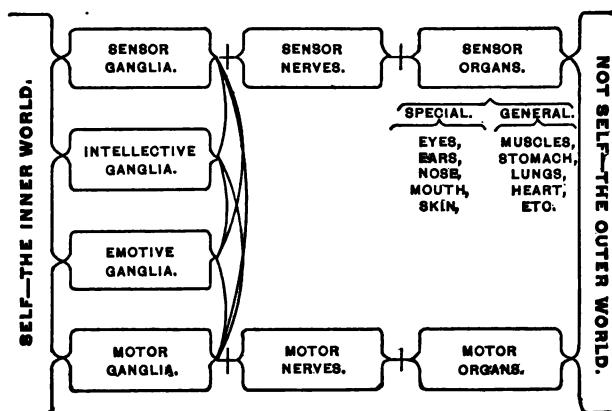 SELF—THE INNER WORLD.
SENSOR
GANGLIA.
SENSOR
NERVES.
SENSOR
ORGANS.
SPECIAL. GENERAL.
EYES,
EARS,
NOSE,
MOUTH,
SKIN,
MUSCLES,
STOMACH,
LUNGS,
HEART,
ETC.
INTELLECTIVE
GANGLIA.
EMOTIVE
GANGLIA.
MOTOR
GANGLIA.
MOTOR
NERVES.
MOTOR
ORGANS.
NOT SELF—THE OUTER WORLD.